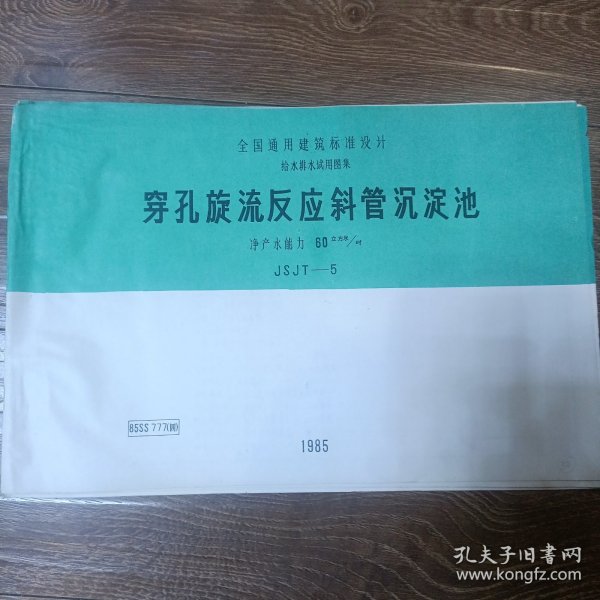 全国通用建筑标准设计
给水排水试用图集
穿孔旋流反应斜管沉淀池
净产水能力 60立方米/时
JSJT—5
85SS 777(四)
1985
孔夫子旧书网
www.kongfz.com